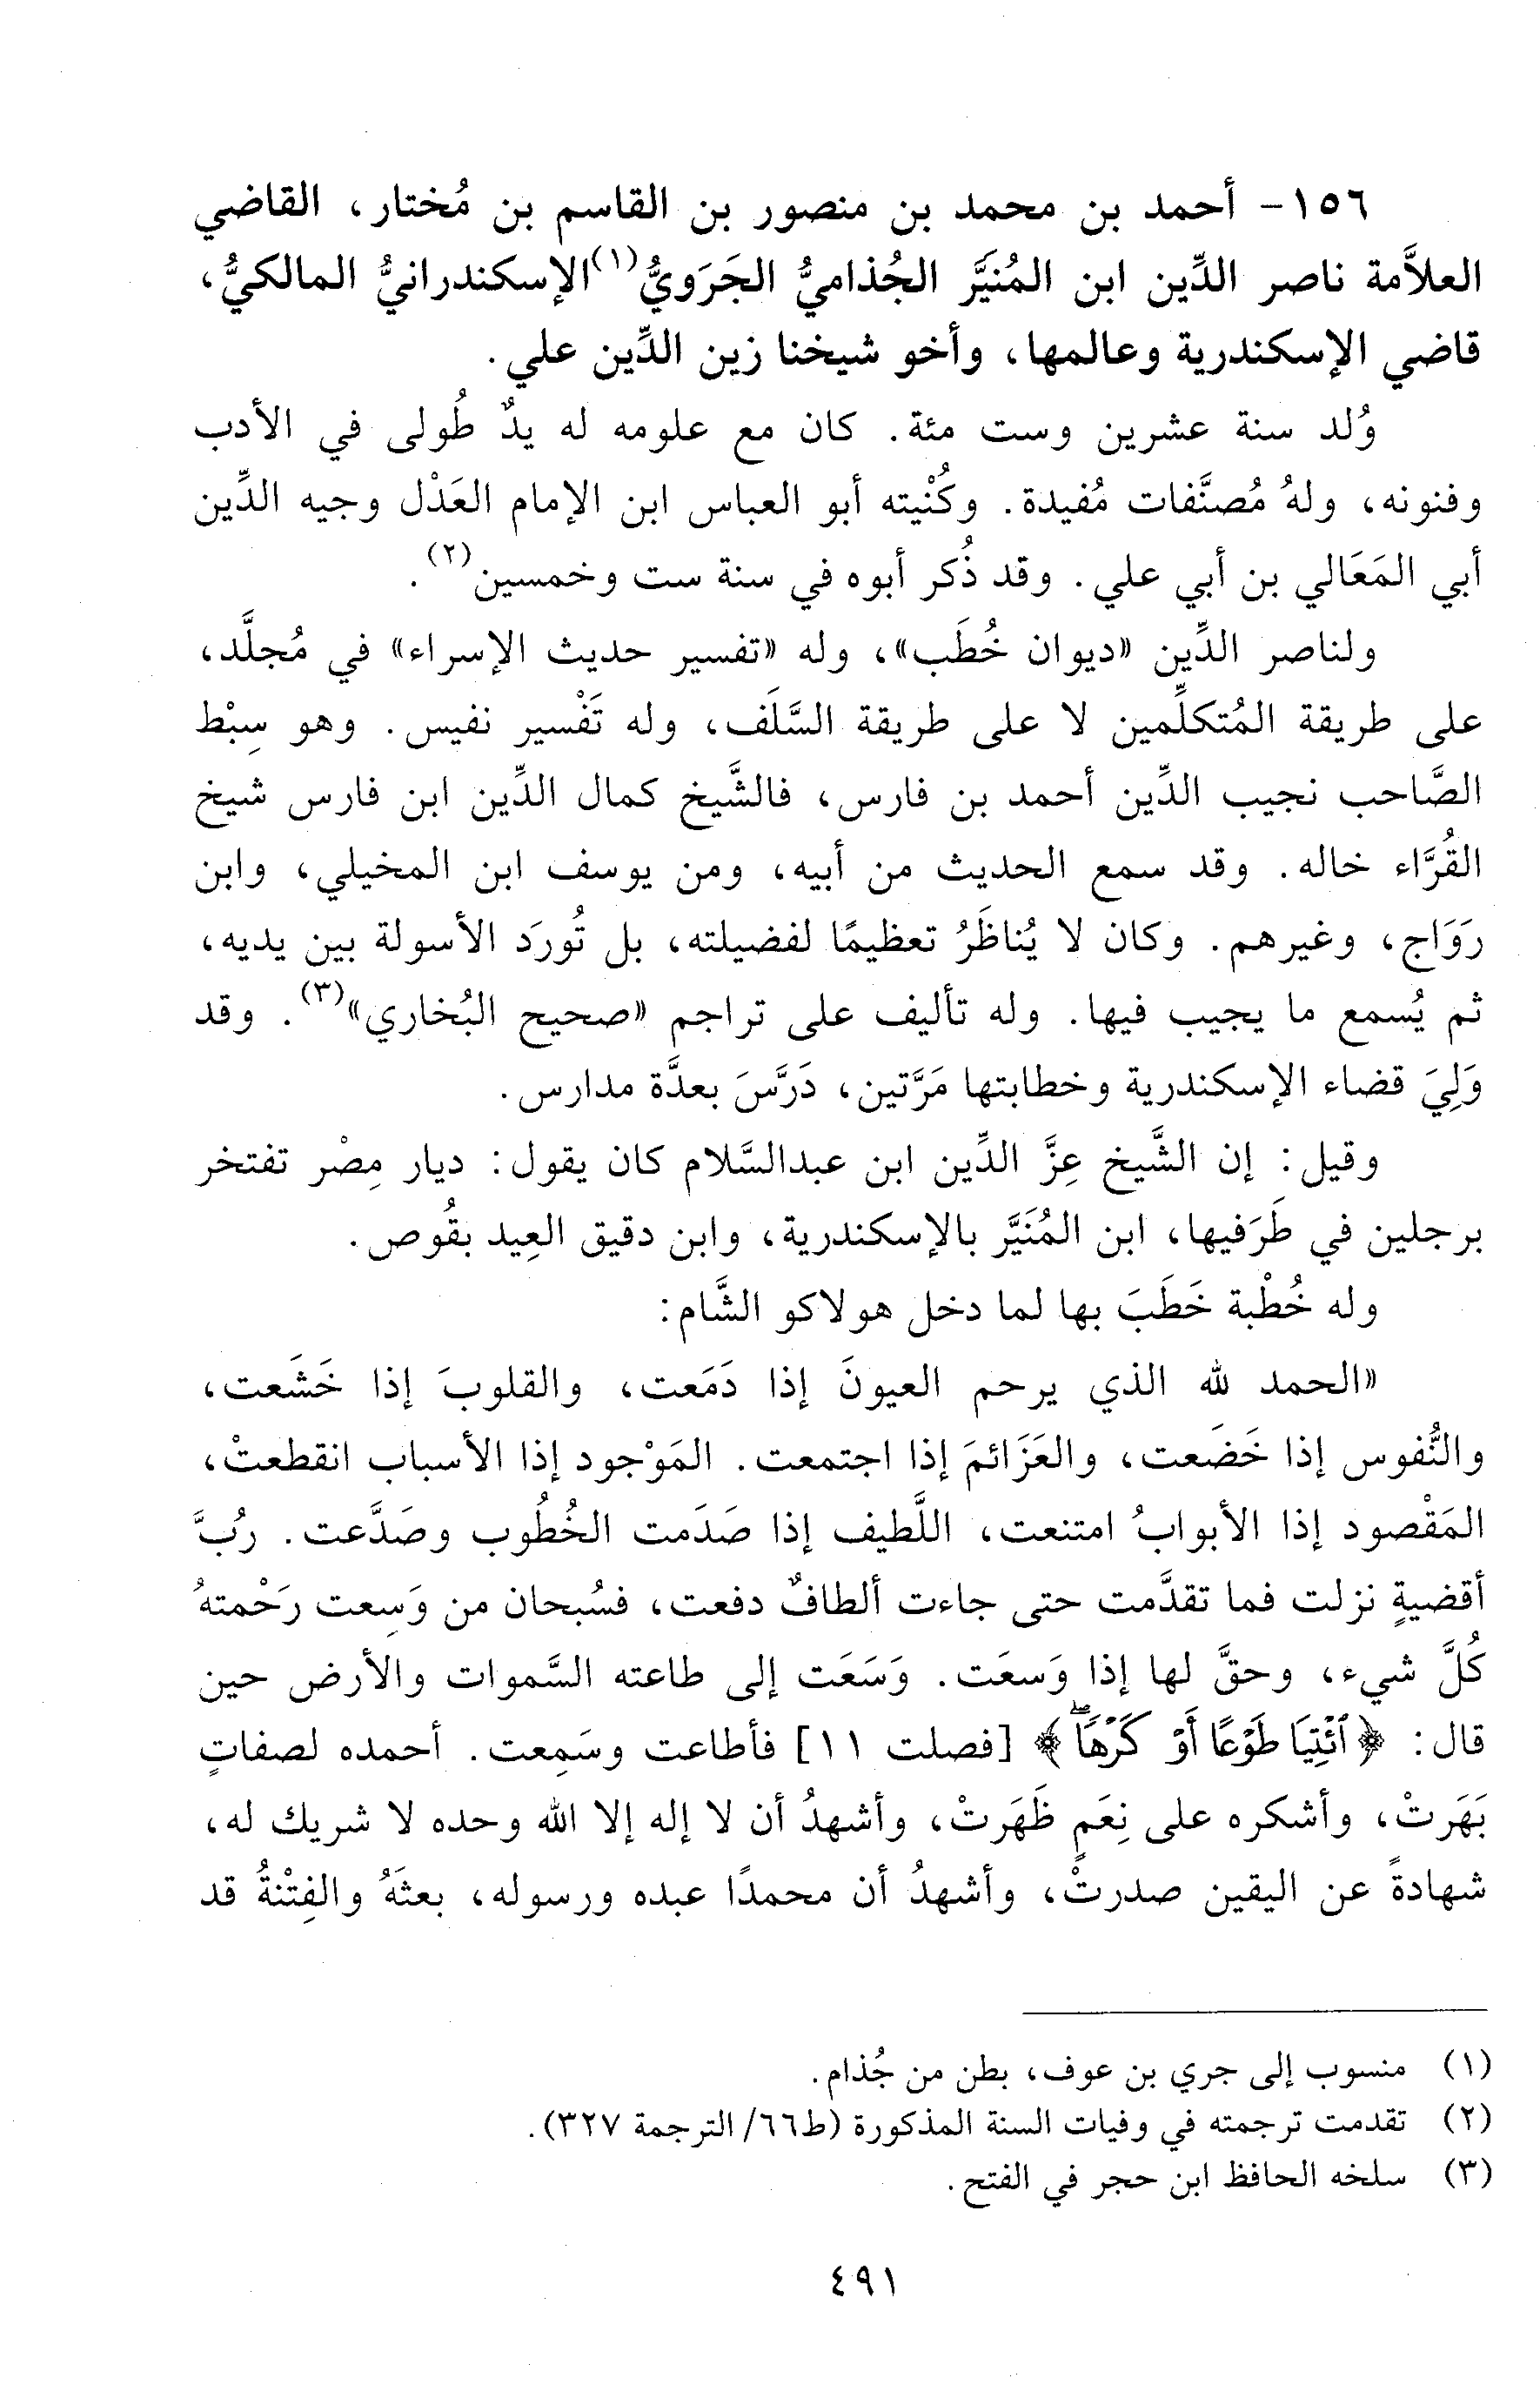 ١٥٦- أحمد بن محمد بن منصور بن القاسم بن مُختار، القاضي
العلاَّمة ناصر الدِّين ابن المُنيَّر الجُذاميُّ الجَرَويُّ(١) الإسكندرانيُّ المالكيُّ،
قاضي الإسكندرية وعالمها، وأخو شيخنا زين الدِّين علي.
وُلد سنة عشرين وست مئة. كان مع علومه له يدٌ طُولى في الأدب
وفنونه، ولهُ مُصنَّفات مُفيدة. وكُنْيته أبو العباس ابن الإمام العَدْل وجيه الدِّين
أبي المَعَالي بن أبي علي. وقد ذُكر أبوه في سنة ست وخمسين(٢).
ولناصر الدِّين «ديوان خُطَب»، وله «تفسير حديث الإسراء» في مُجلَّد،
على طريقة المُتكلِّمين لا على طريقة السَّلَف، وله تَفْسير نفيس. وهو سِبْط
الصَّاحب نجيب الدِّين أحمد بن فارس، فالشَّيخ كمال الدِّين ابن فارس شيخ
القُرَّاء خاله. وقد سمع الحديث من أبيه، ومن يوسف ابن المخيلي، وابن
رَوَاج، وغيرهم. وكان لا يُناظَرُ تعظيمًا لفضيلته، بل تُورَد الأسولة بين يديه،
ثم يُسمع ما يجيب فيها. وله تأليف على تراجم «صحيح البُخاري»(٣). وقد
وَلِيَ قضاء الإسكندرية وخطابتها مَرَّتين، دَرَّسَ بعدَّة مدارس.
وقيل: إن الشَّيخ عِزَّ الدِّين ابن عبدالسَّلام كان يقول: ديار مِصْر تفتخر
برجلين في طَرَفيها، ابن المُنَيَّر بالإسكندرية، وابن دقيق العِيد بقُوص.
وله خُطْبة خَطَبَ بها لما دخل هولاكو الشَّام:
«الحمد لله الذي يرحم العيونَ إذا دَمَعت، والقلوبَ إذا خَشَعت،
والنُّفوس إذا خَضَعت، والعَزَائمَ إذا اجتمعت. المَوْجود إذا الأسباب انقطعتْ،
المَقْصود إذا الأبوابُ امتنعت، اللَّطيف إذا صَدَمت الخُطُوب وصَدَّعت. رُبَّ
أقضيةٍ نزلت فما تقدَّمت حتى جاءت ألطافٌ دفعت، فسُبحان من وَسِعت رَحْمتهُ
كُلَّ شيء، وحقَّ لها إذا وَسعَت. وَسَعَت إلى طاعته السَّموات والأرض حين
قال: ﴿ٱئْتِيَا طَوْعًا أَوْ كَرْهًاۖ﴾ [فصلت ١١] فأطاعت وسَمِعت. أحمده لصفاتٍ
بَهَرتْ، وأشكره على نِعَمٍ ظَهَرتْ، وأشهدُ أن لا إله إلا الله وحده لا شريك له،
شهادةً عن اليقين صدرتْ، وأشهدُ أن محمدًا عبده ورسوله، بعثَهُ والفِتْنةُ قد
(١) منسوب إلى جري بن عوف، بطن من جُذام.
(٢) تقدمت ترجمته في وفيات السنة المذكورة (ط٦٦/ الترجمة ٣٢٧).
(٣) سلخه الحافظ ابن حجر في الفتح.
٤٩١